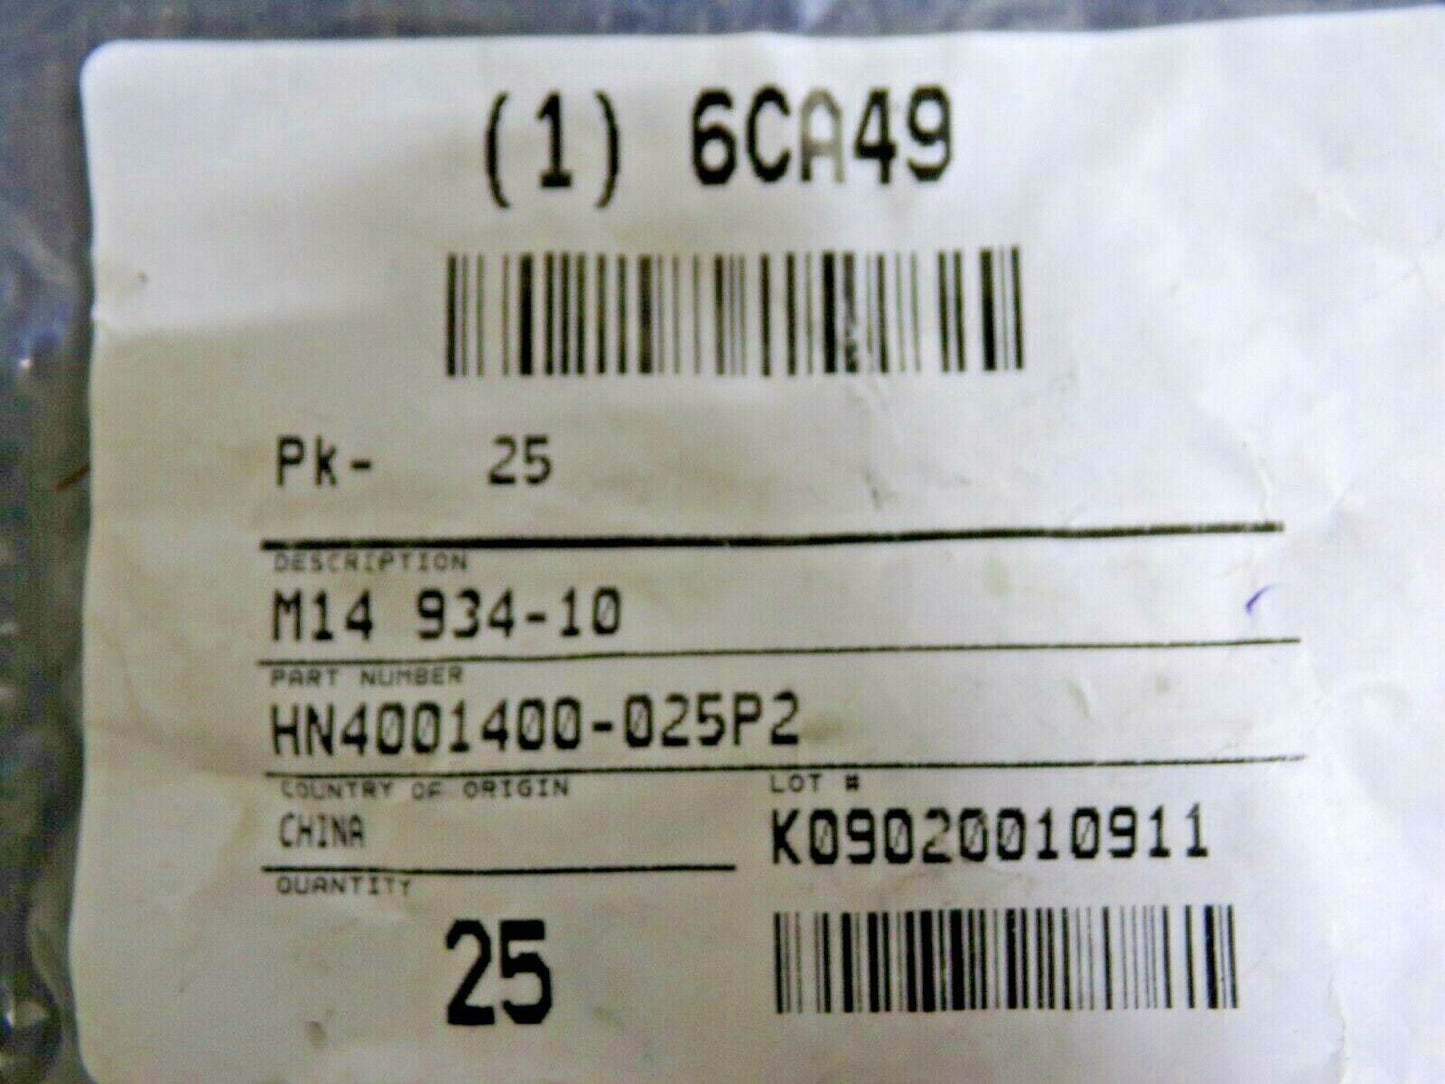 (1) 6CA49
Pk- 25
DESCRIPTION
M14 934-10
PART NUMBER
HN4001400-025P2
COUNTRY OF ORIGIN
CHINA
LOT #
K09020010911
QUANTITY
25